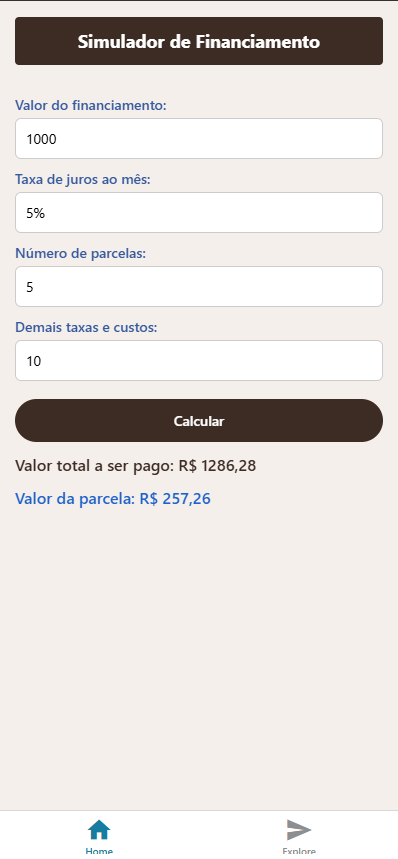 Simulador de Financiamento
Valor do financiamento:
1000
Taxa de juros ao mês:
5%
Número de parcelas:
5
Demais taxas e custos:
10
Calcular
Valor total a ser pago: R$ 1286,28
Valor da parcela: R$ 257,26
Home
Explore